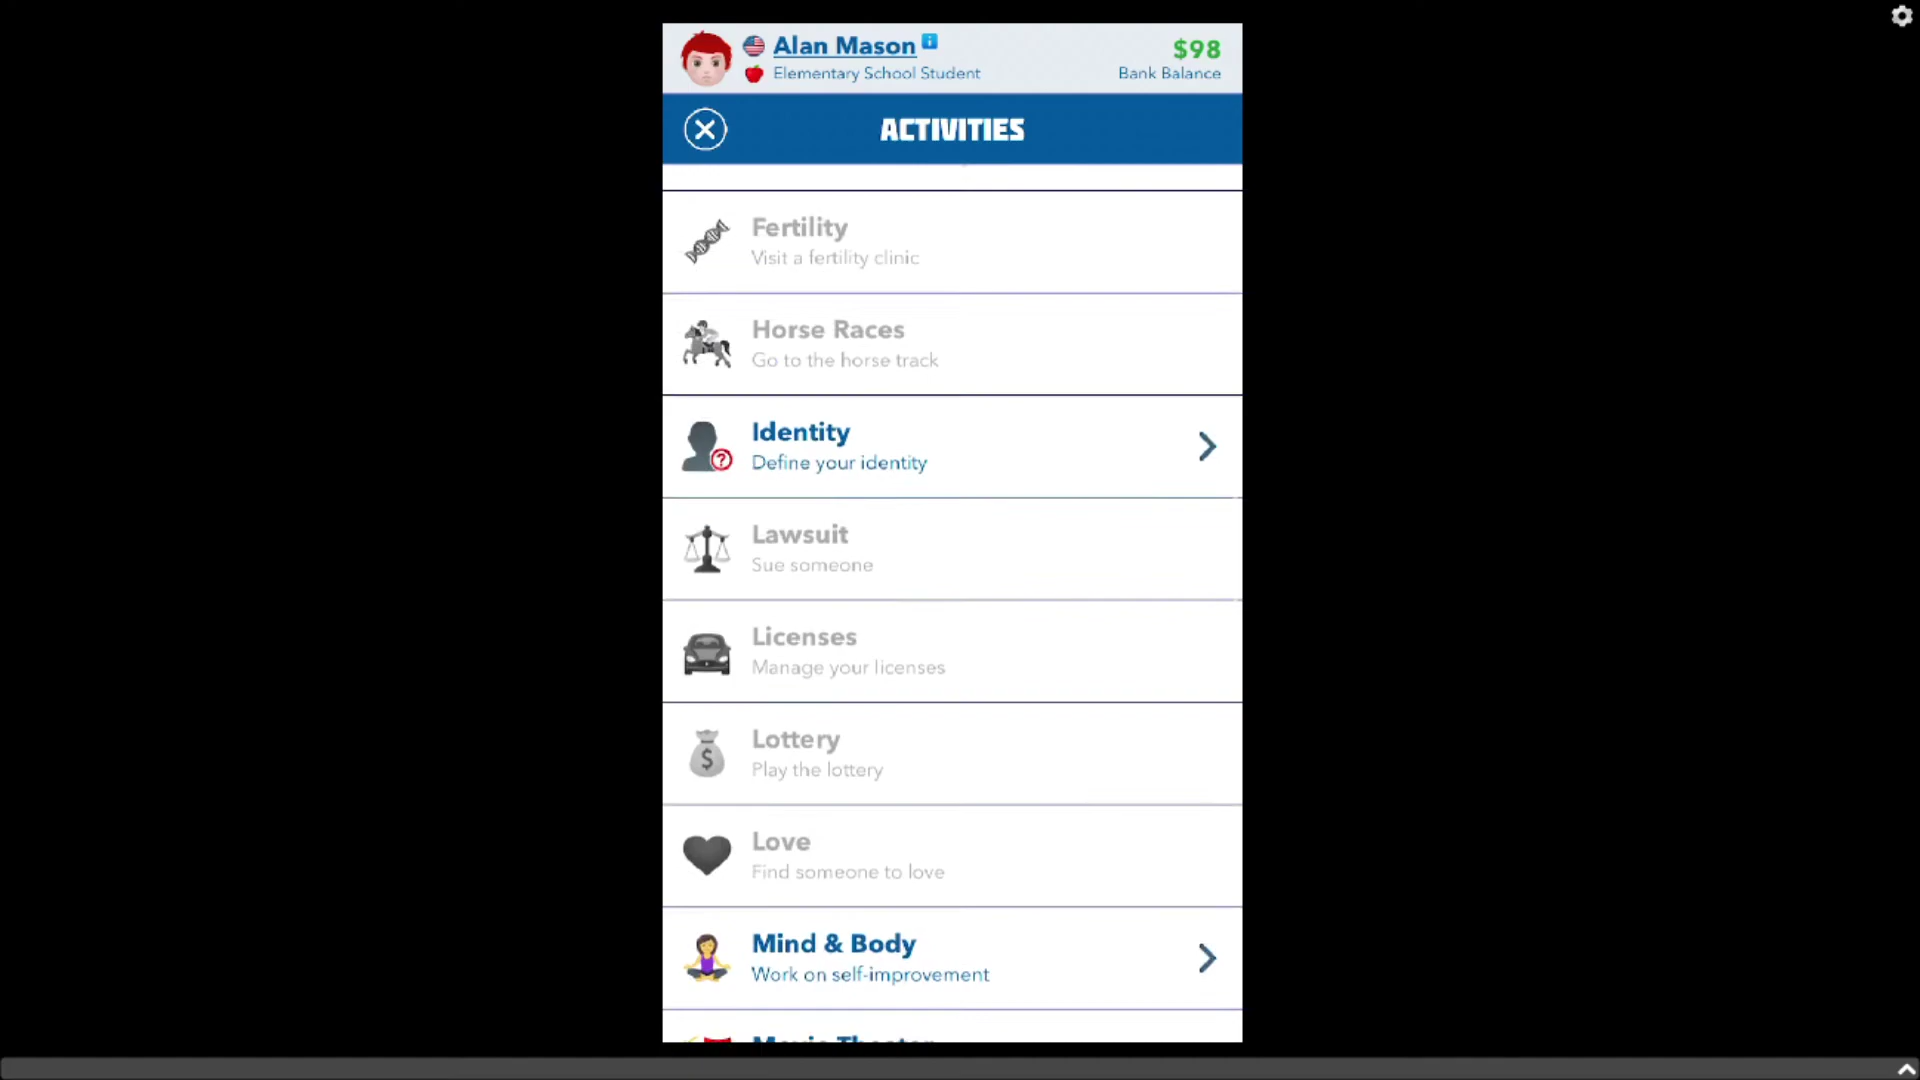 Alan Mason
$98
Elementary School Student
Bank Balance
ACTIVITIES
Fertility
Visit a fertility clinic
Horse Races
Go to the horse track
Identity
Define your identity
Lawsuit
Sue someone
Licenses
Manage your licenses
Lottery
Play the lottery
Love
Find someone to love
Mind & Body
Work on self-improvement
Movie Theater